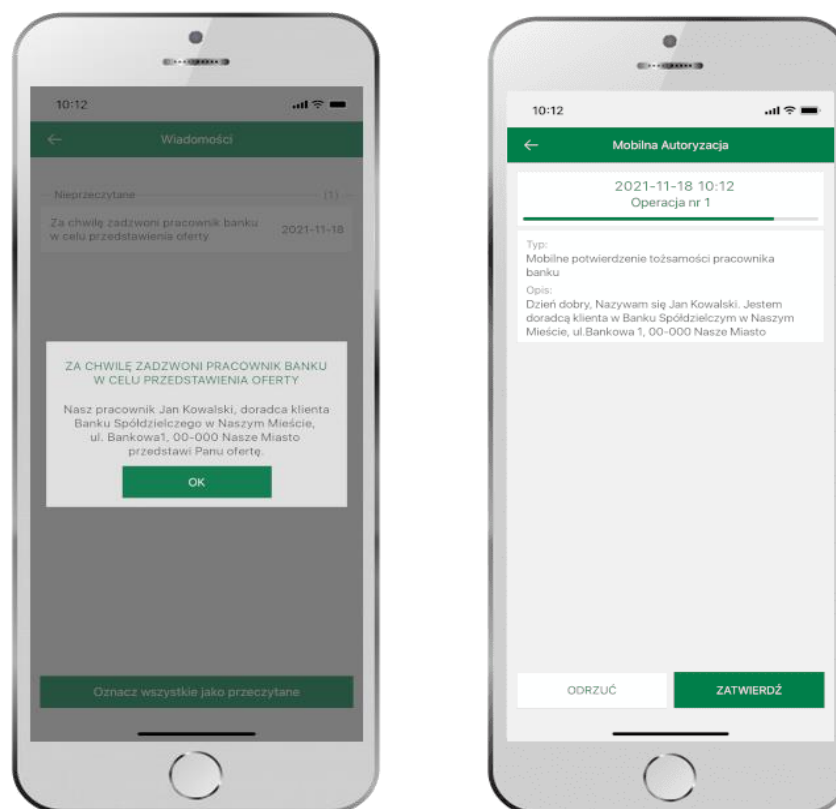 10:12
Wiadomości
Nieprzeczytane (1)
Za chwilę zadzwoni pracownik banku
w celu przedstawienia oferty 2021-11-18
ZA CHWILĘ ZADZWONI PRACOWNIK BANKU
W CELU PRZEDSTAWIENIA OFERTY
Nasz pracownik Jan Kowalski, doradca klienta
Banku Spółdzielczego w Naszym Mieście,
ul. Bankowa1, 00-000 Nasze Miasto
przedstawi Panu ofertę.
OK
Oznacz wszystkie jako przeczytane
10:12
Mobilna Autoryzacja
2021-11-18 10:12
Operacja nr 1
Typ:
Mobilne potwierdzenie tożsamości pracownika
banku
Opis:
Dzień dobry, Nazywam się Jan Kowalski. Jestem
doradcą klienta w Banku Spółdzielczym w Naszym
Mieście, ul.Bankowa 1, 00-000 Nasze Miasto
ODRZUĆ
ZATWIERDŹ